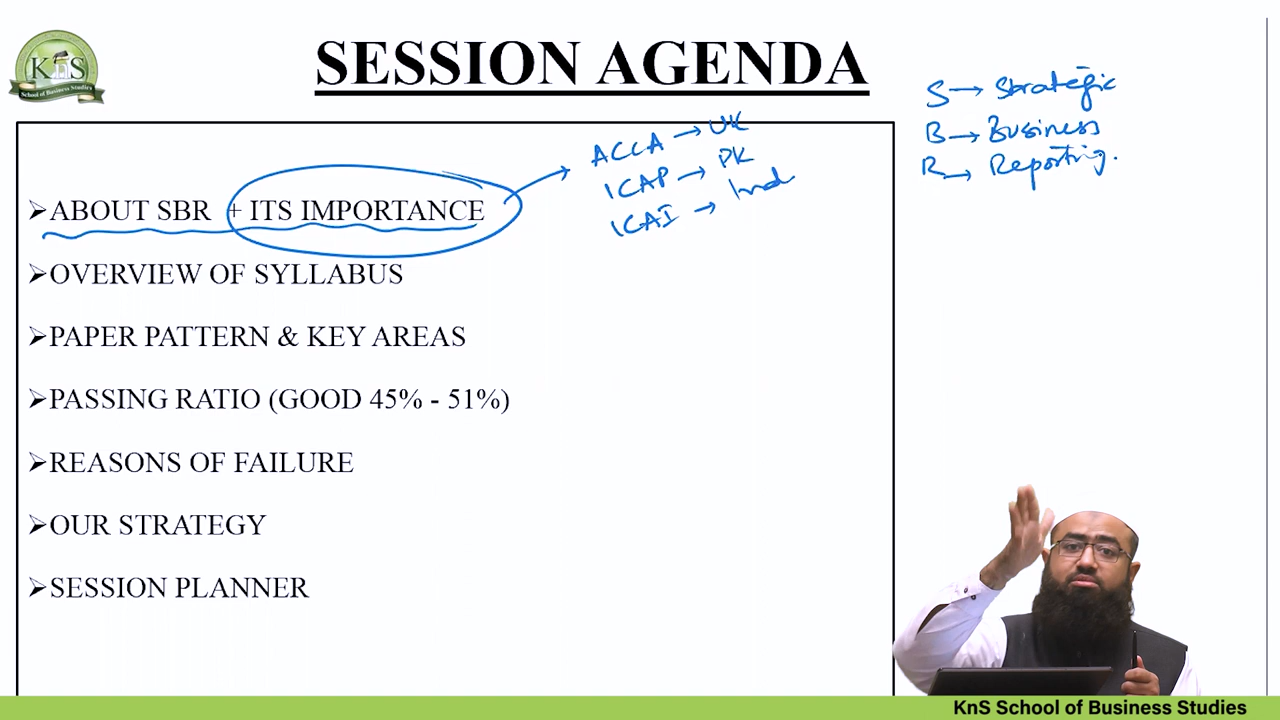 KnS
School of Business Studies
SESSION AGENDA
S → Strategic
B → Business
R → Reporting.
ACCA → UK
ICAP → PK
ICAI → Ind
➢ABOUT SBR + ITS IMPORTANCE
➢OVERVIEW OF SYLLABUS
➢PAPER PATTERN & KEY AREAS
➢PASSING RATIO (GOOD 45% - 51%)
➢REASONS OF FAILURE
➢OUR STRATEGY
➢SESSION PLANNER
KnS School of Business Studies